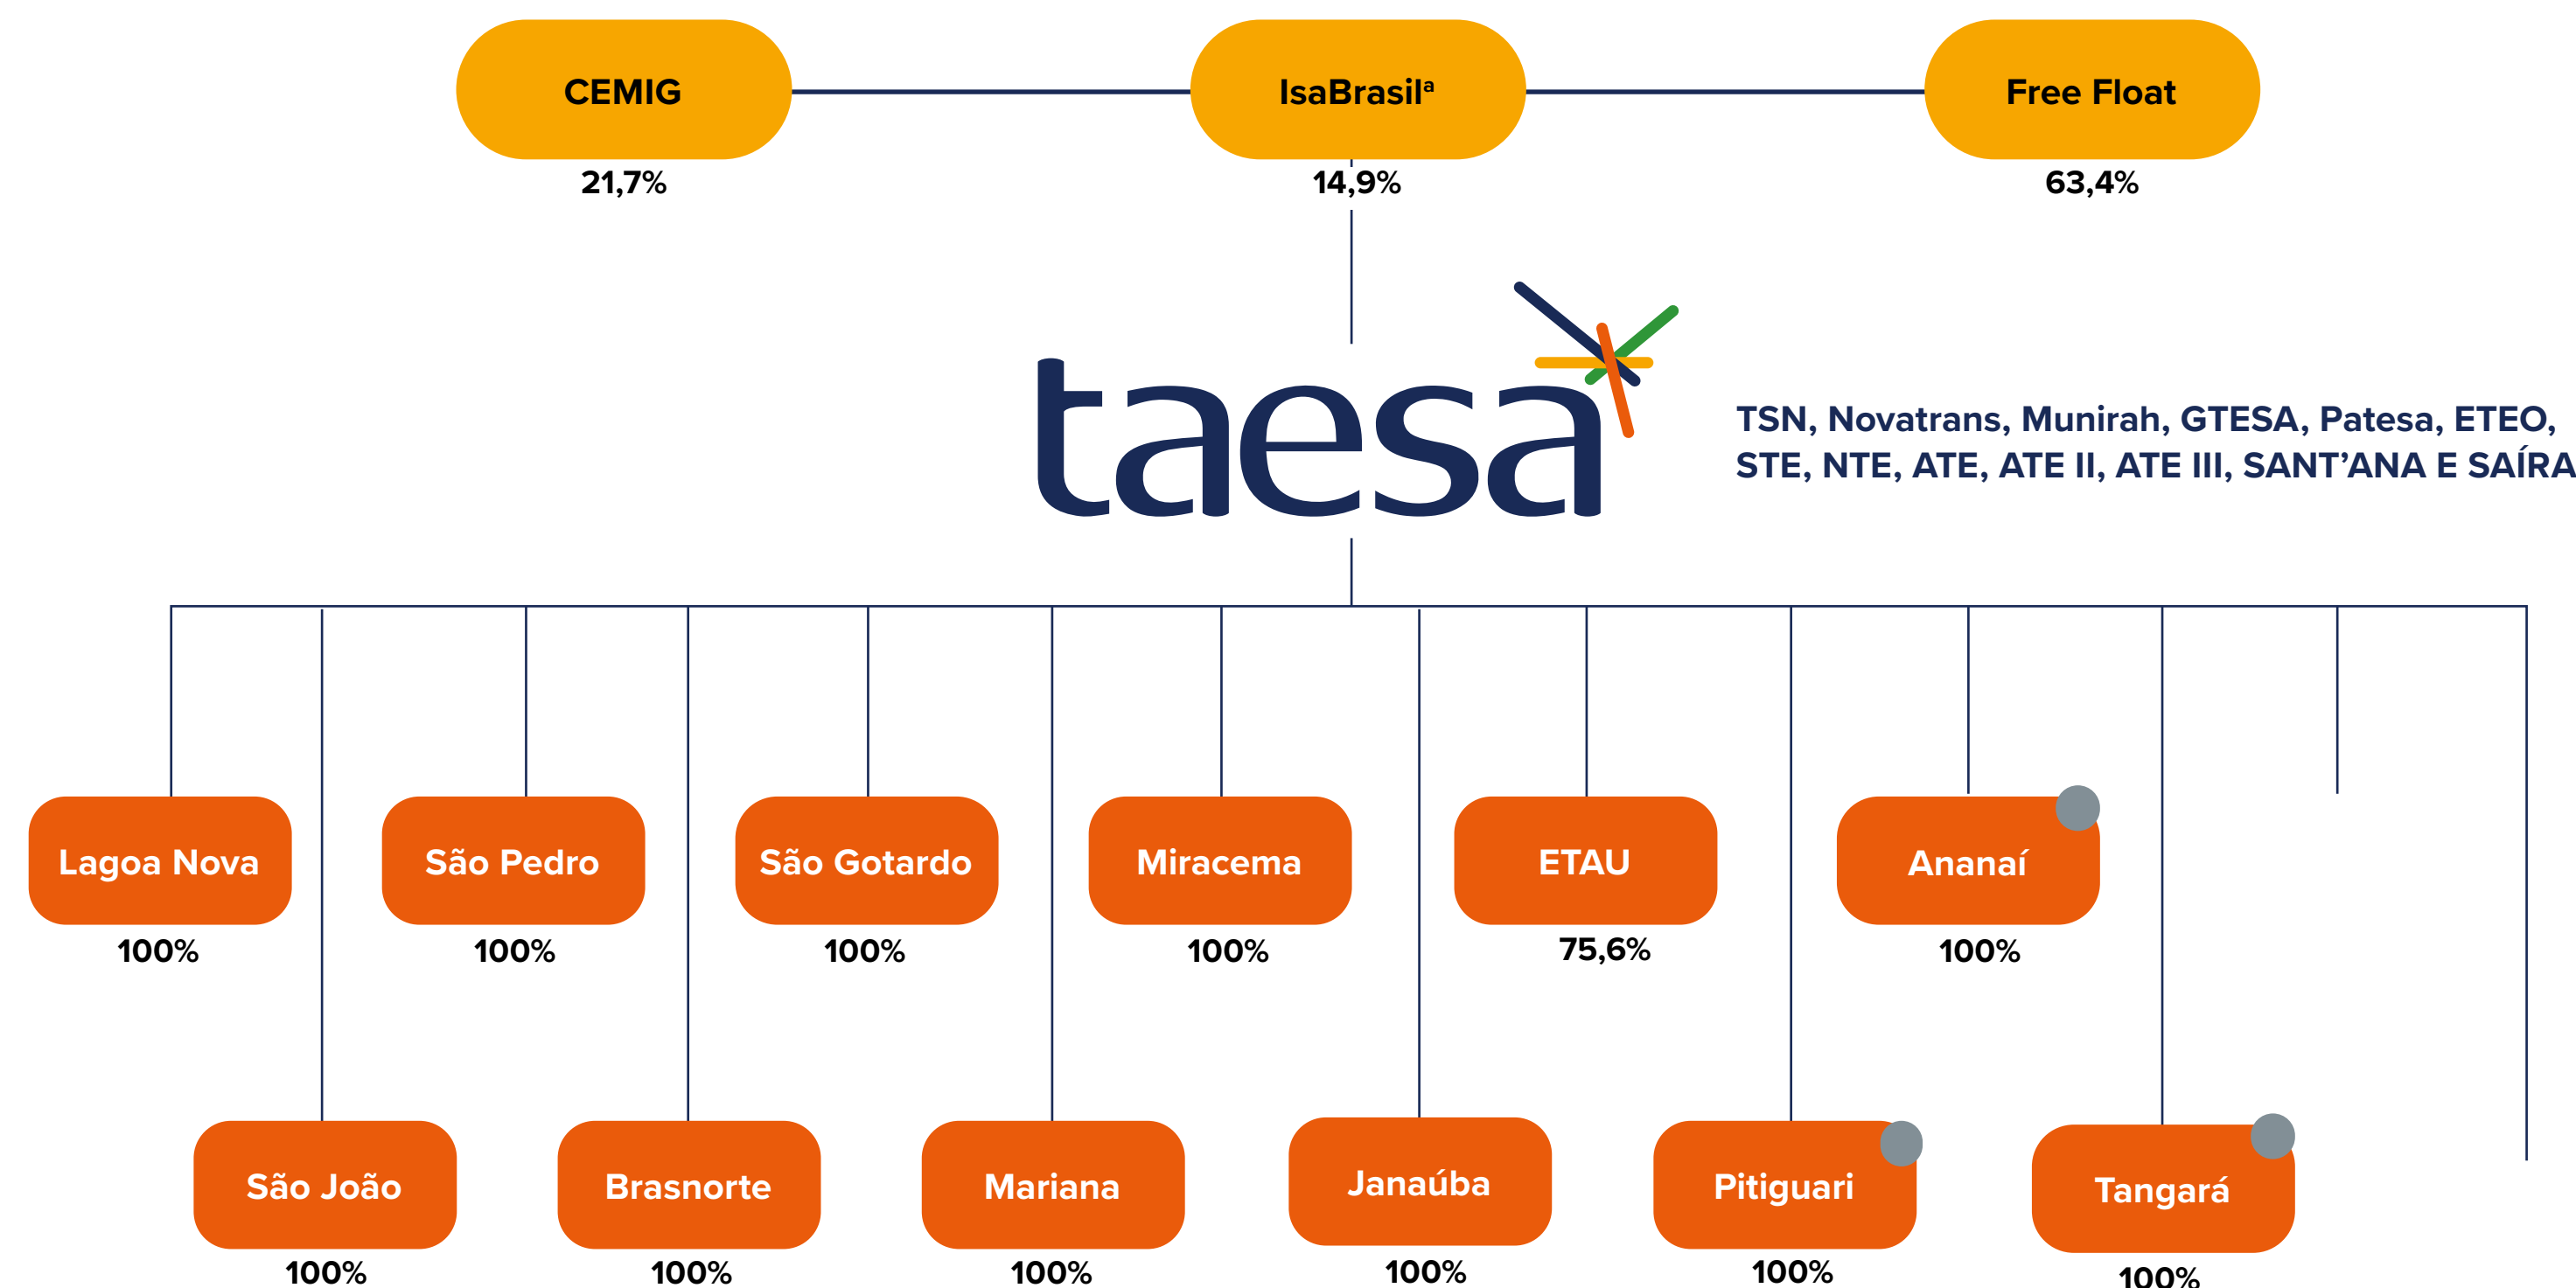 CEMIG
IsaBrasilª
Free Float
21,7%
14,9%
63,4%
taesa
TSN, Novatrans, Munirah, GTESA, Patesa, ETEO,
STE, NTE, ATE, ATE II, ATE III, SANT’ANA E SAÍRA
Lagoa Nova
São Pedro
São Gotardo
Miracema
ETAU
Ananaí
100%
100%
100%
100%
75,6%
100%
São João
Brasnorte
Mariana
Janaúba
Pitiguari
Tangará
100%
100%
100%
100%
100%
100%